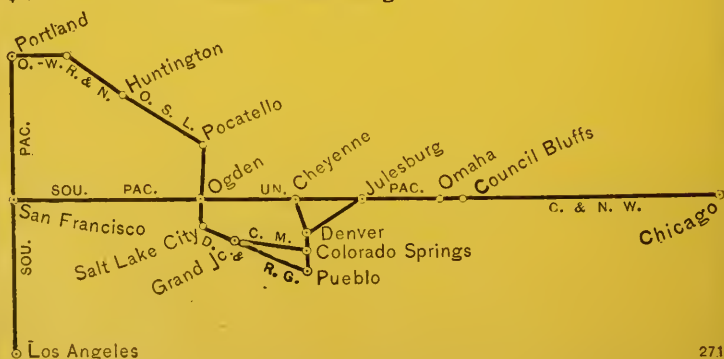 Portland
O.-W. R. & N.
Huntington
O. S. L.
Pocatello
PAC.
SOU. PAC.
Ogden
UN.
Cheyenne
Julesburg
PAC.
Omaha
Council Bluffs
C. & N. W.
Chicago
San Francisco
SOU.
Salt Lake City
D. & R. G.
Grand Jc.
C. M.
Denver
Colorado Springs
Pueblo
Los Angeles
271